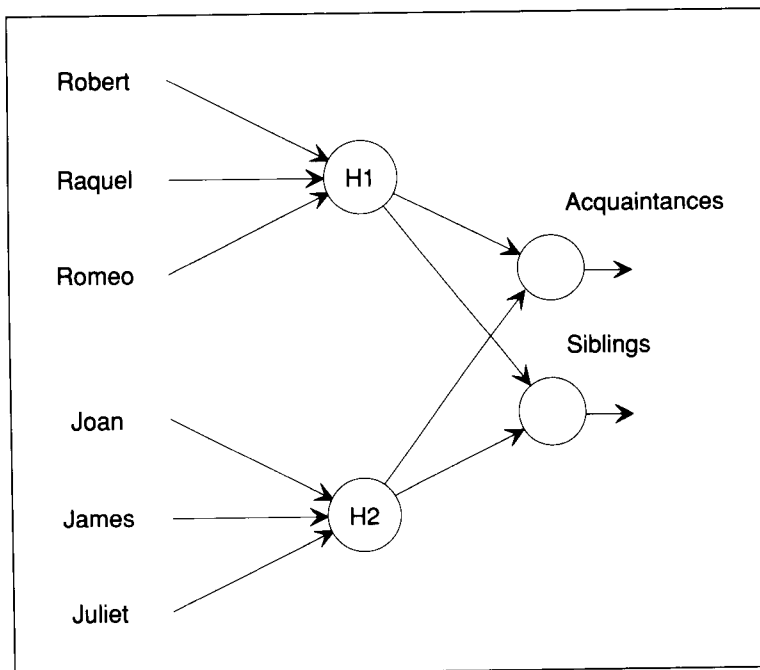 Robert
Raquel
Romeo
H1
Acquaintances
Siblings
Joan
James
Juliet
H2